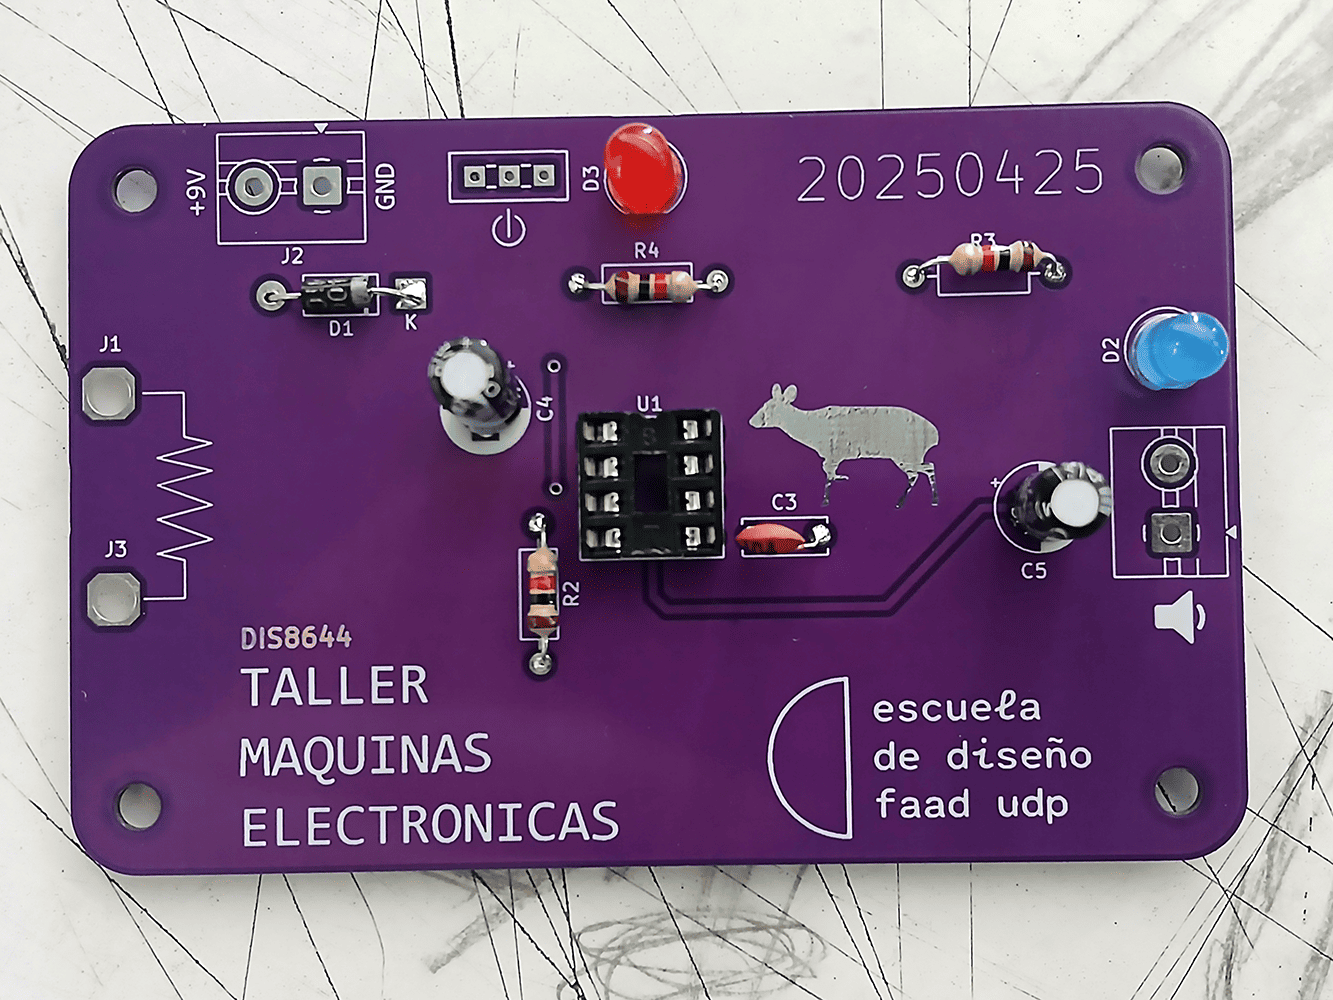 +9V
GND
J2
D3
20250425
R4
R3
D1
K
J1
D2
+
C4
U1
C3
+
C5
J3
R2
DIS8644
TALLER
MAQUINAS
ELECTRONICAS
escuela
de diseño
faad udp